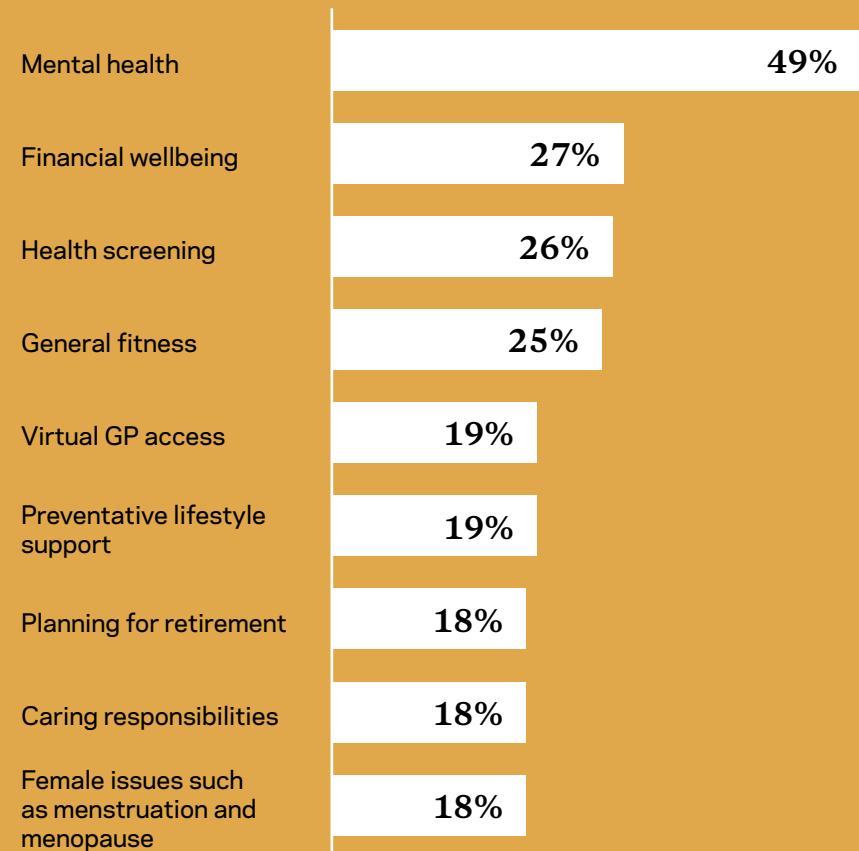 Mental health
49%
Financial wellbeing
27%
Health screening
26%
General fitness
25%
Virtual GP access
19%
Preventative lifestyle
support
19%
Planning for retirement
18%
Caring responsibilities
18%
Female issues such
as menstruation and
menopause
18%